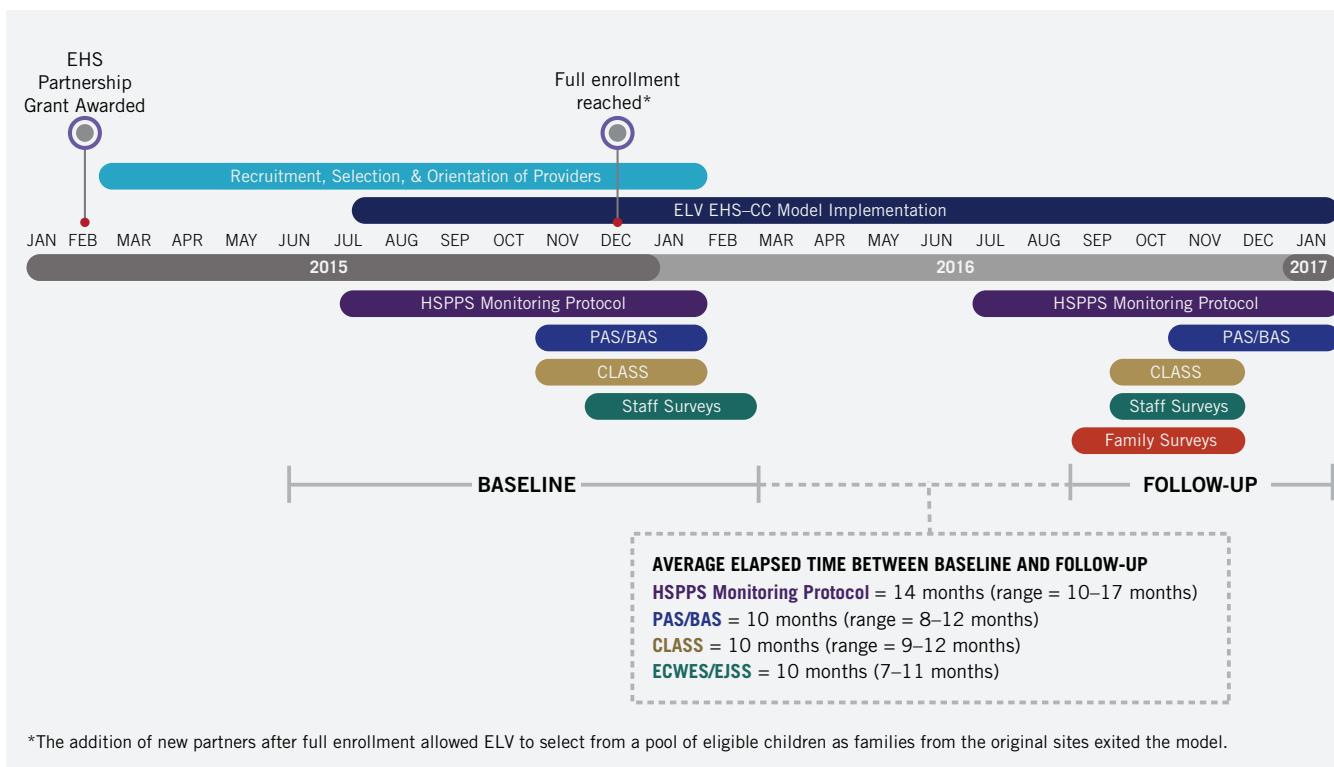 EHS
Partnership
Grant Awarded
Full enrollment
reached*
Recruitment, Selection, & Orientation of Providers
ELV EHS–CC Model Implementation
JAN FEB MAR APR MAY JUN JUL AUG SEP OCT NOV DEC JAN FEB MAR APR MAY JUN JUL AUG SEP OCT NOV DEC JAN
2015 2016 2017
HSPPS Monitoring Protocol HSPPS Monitoring Protocol
PAS/BAS PAS/BAS
CLASS CLASS
Staff Surveys Staff Surveys
Family Surveys
BASELINE FOLLOW-UP
AVERAGE ELAPSED TIME BETWEEN BASELINE AND FOLLOW-UP
HSPPS Monitoring Protocol = 14 months (range = 10–17 months)
PAS/BAS = 10 months (range = 8–12 months)
CLASS = 10 months (range = 9–12 months)
ECWES/EJSS = 10 months (7–11 months)
*The addition of new partners after full enrollment allowed ELV to select from a pool of eligible children as families from the original sites exited the model.